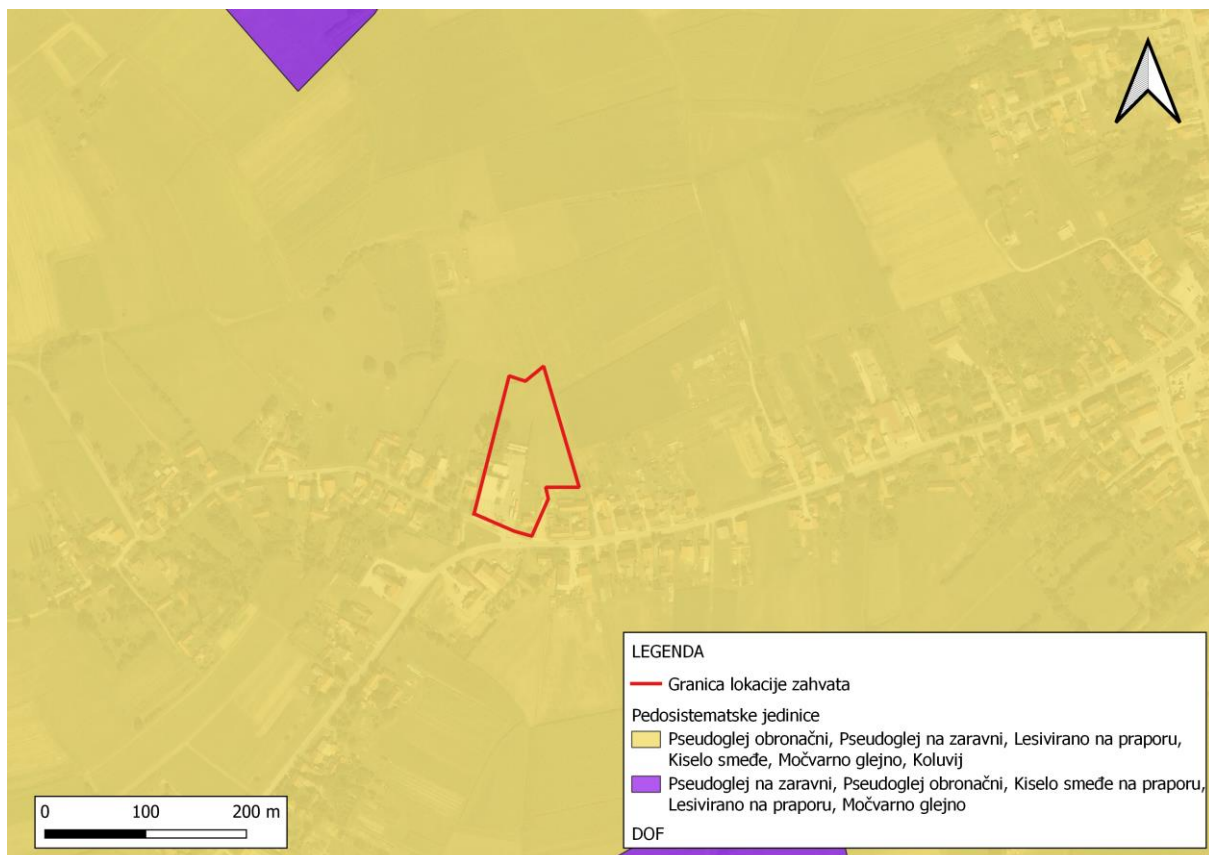 LEGENDA
Granica lokacije zahvata
Pedosistematske jedinice
Pseudoglej obronačni, Pseudoglej na zaravni, Lesivirano na praporu,
Kiselo smeđe, Močvarno glejno, Koluvij
Pseudoglej na zaravni, Pseudoglej obronačni, Kiselo smeđe na praporu,
Lesivirano na praporu, Močvarno glejno
DOF
0 100 200 m